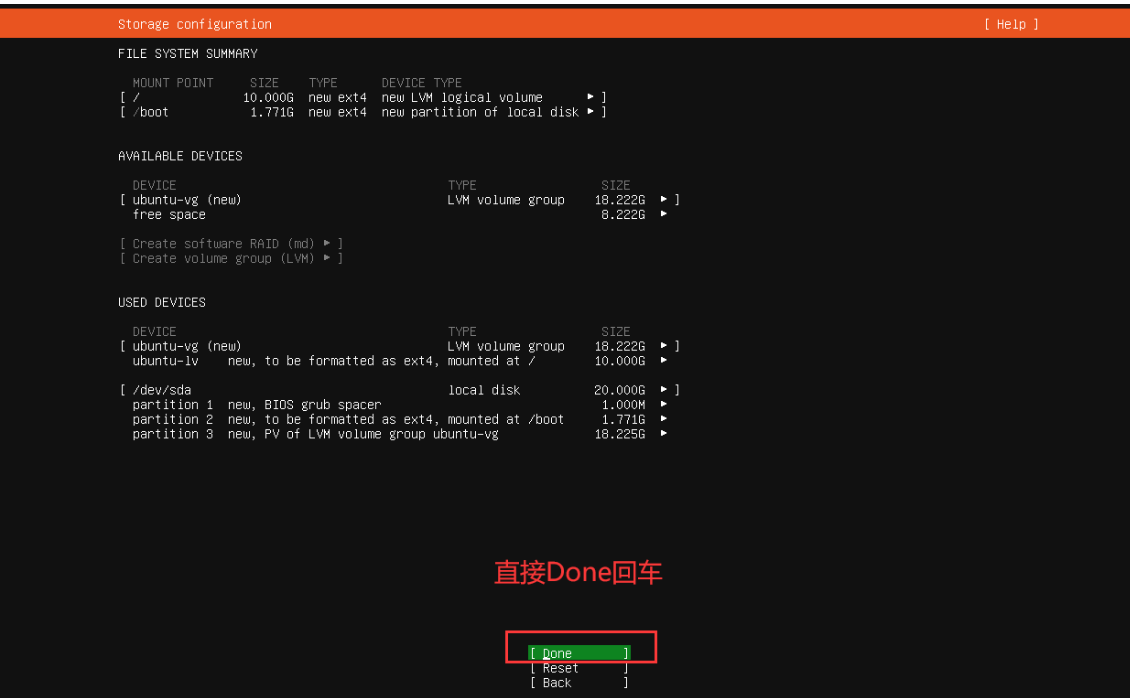 Storage configuration [ Help ]
FILE SYSTEM SUMMARY
MOUNT POINT SIZE TYPE DEVICE TYPE
[ / 10.000G new ext4 new LVM logical volume ▸ ]
[ /boot 1.771G new ext4 new partition of local disk ▸ ]
AVAILABLE DEVICES
DEVICE TYPE SIZE
[ ubuntu-vg (new) LVM volume group 18.222G ▸ ]
free space 8.222G ▸
[ Create software RAID (md) ▸ ]
[ Create volume group (LVM) ▸ ]
USED DEVICES
DEVICE TYPE SIZE
[ ubuntu-vg (new) LVM volume group 18.222G ▸ ]
ubuntu-lv new, to be formatted as ext4, mounted at / 10.000G ▸
[ /dev/sda local disk 20.000G ▸ ]
partition 1 new, BIOS grub spacer 1.000M ▸
partition 2 new, to be formatted as ext4, mounted at /boot 1.771G ▸
partition 3 new, PV of LVM volume group ubuntu-vg 18.225G ▸
直接Done回车
[ Done ]
[ Reset ]
[ Back ]